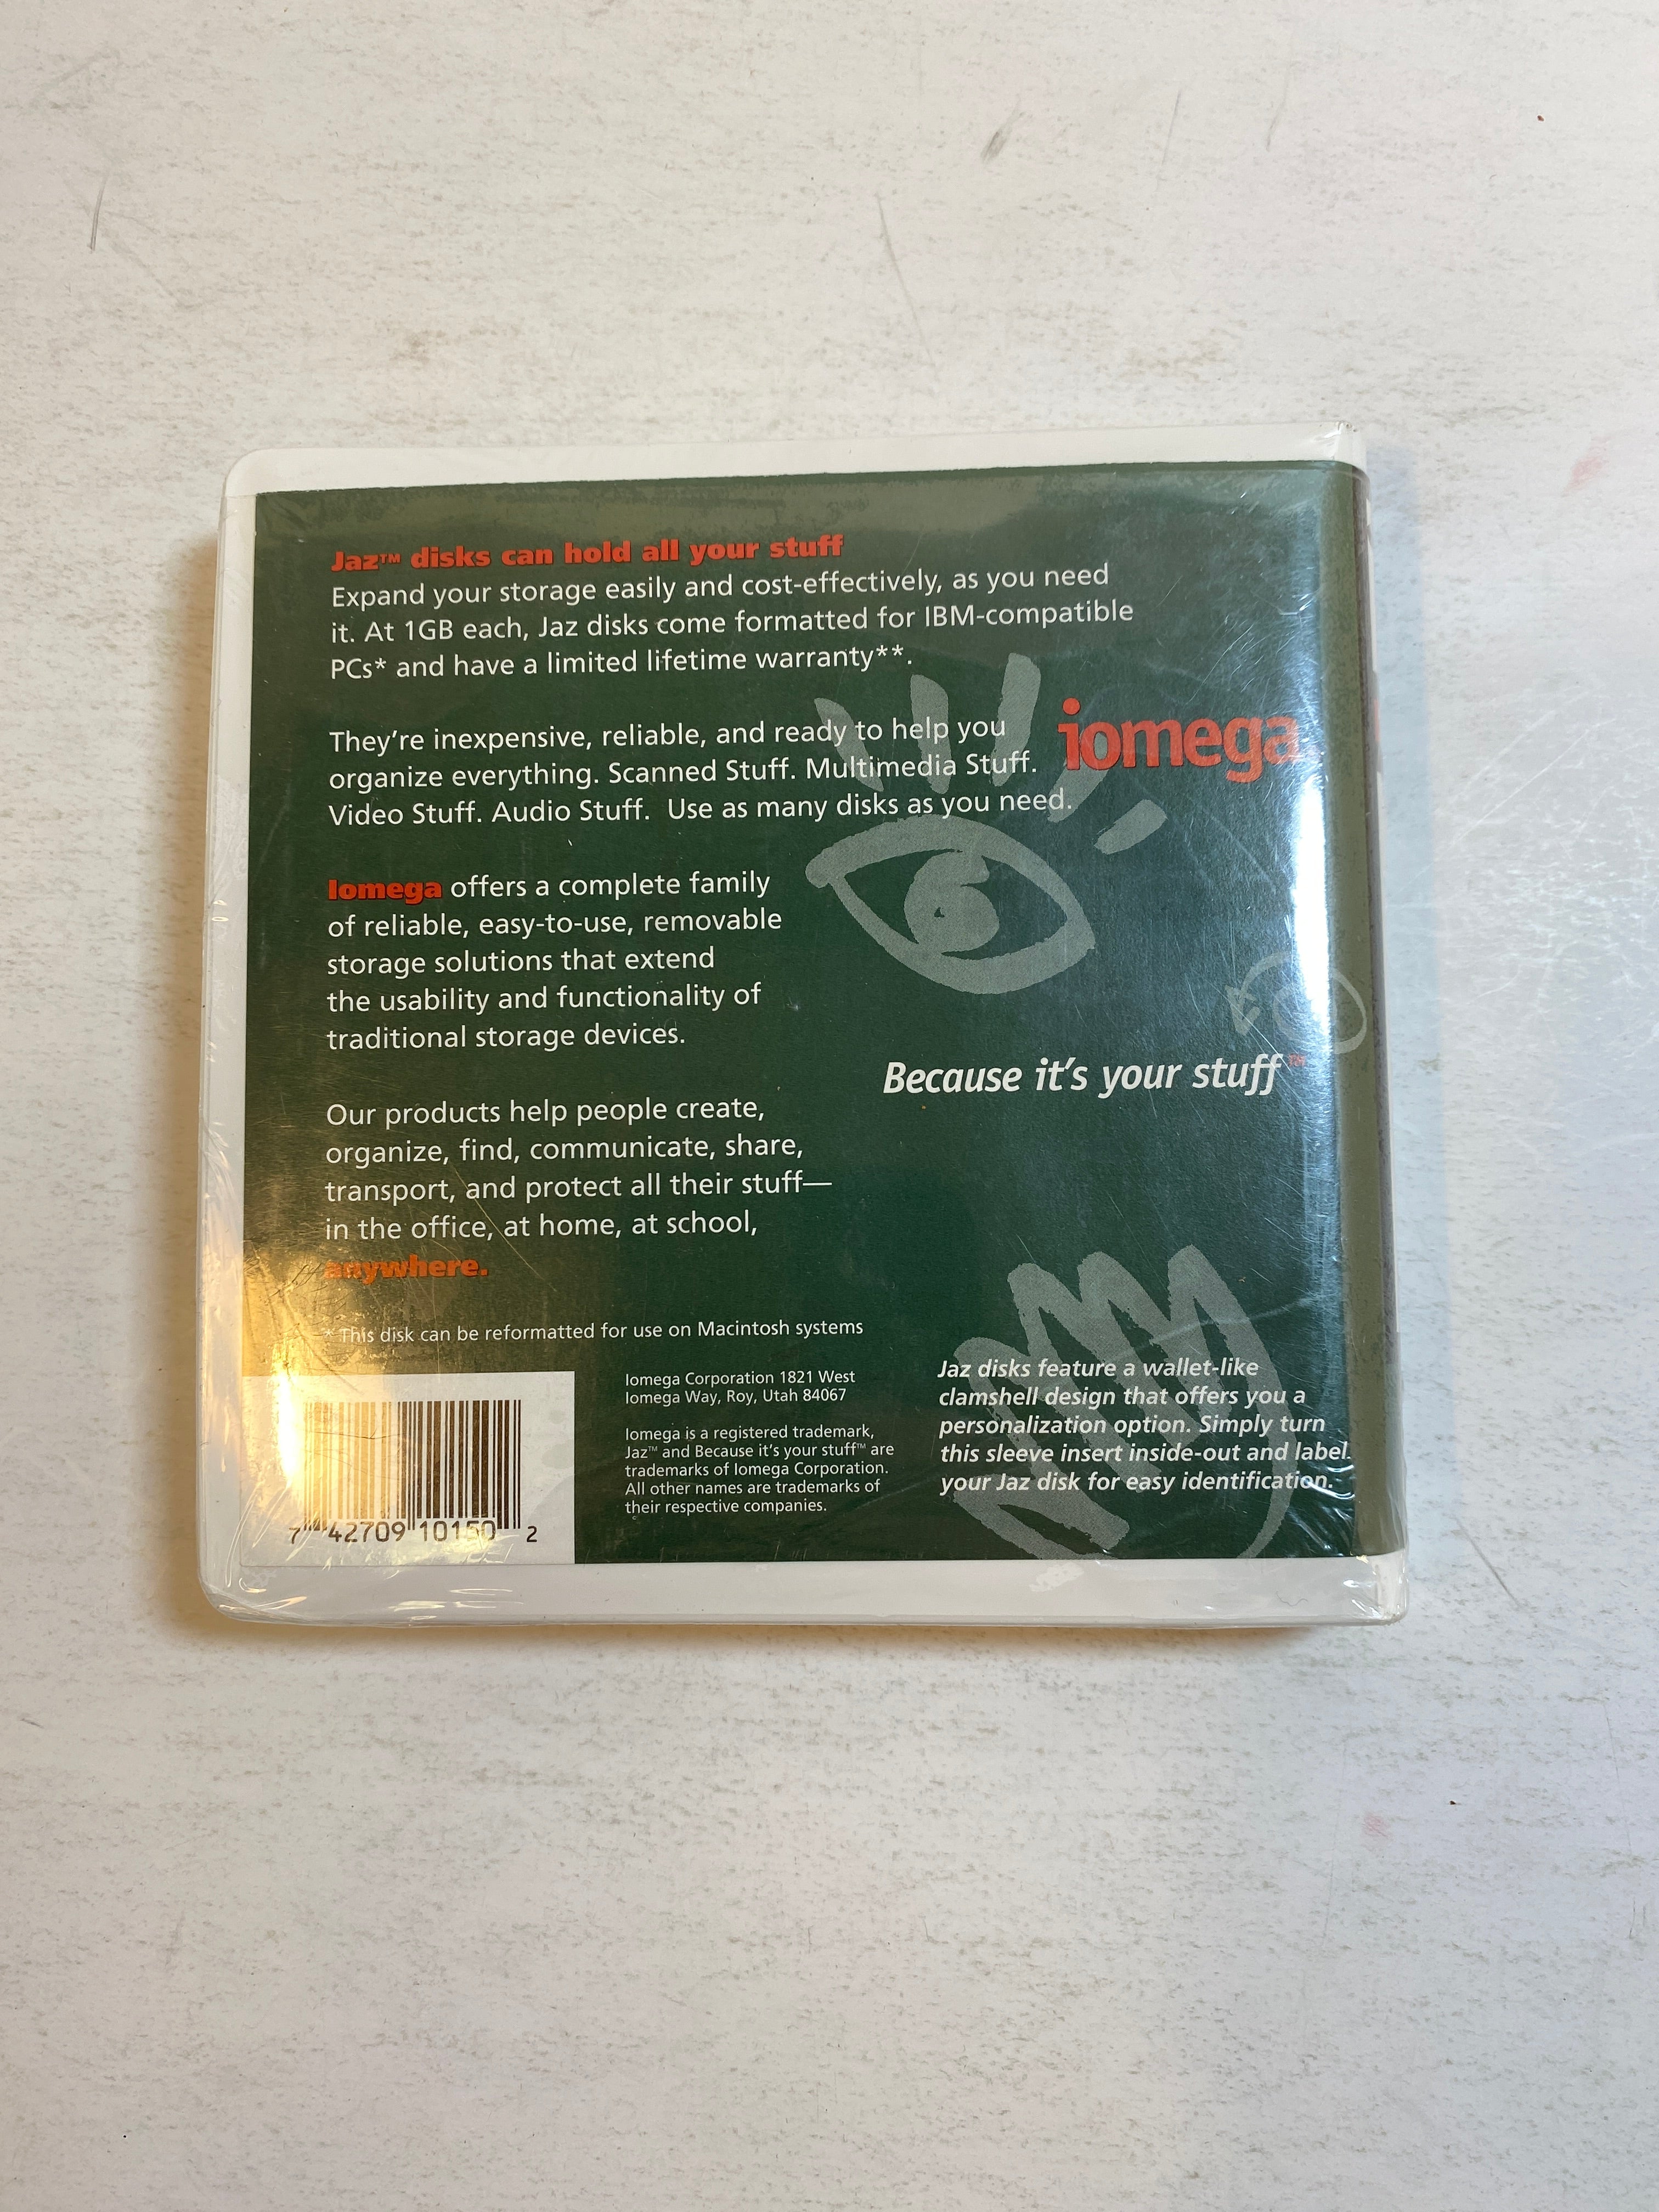 Jaz™ disks can hold all your stuff
Expand your storage easily and cost-effectively, as you need
it. At 1GB each, Jaz disks come formatted for IBM-compatible
PCs* and have a limited lifetime warranty**.
They're inexpensive, reliable, and ready to help you
organize everything. Scanned Stuff. Multimedia Stuff.
Video Stuff. Audio Stuff. Use as many disks as you need.
iomega
Iomega offers a complete family
of reliable, easy-to-use, removable
storage solutions that extend
the usability and functionality of
traditional storage devices.
Because it's your stuff™
Our products help people create,
organize, find, communicate, share,
transport, and protect all their stuff—
in the office, at home, at school,
anywhere.
* This disk can be reformatted for use on Macintosh systems
7 42709 10150 2
Iomega Corporation 1821 West
Iomega Way, Roy, Utah 84067
Iomega is a registered trademark,
Jaz™ and Because it's your stuff™ are
trademarks of Iomega Corporation.
All other names are trademarks of
their respective companies.
Jaz disks feature a wallet-like
clamshell design that offers you a
personalization option. Simply turn
this sleeve insert inside-out and label
your Jaz disk for easy identification.